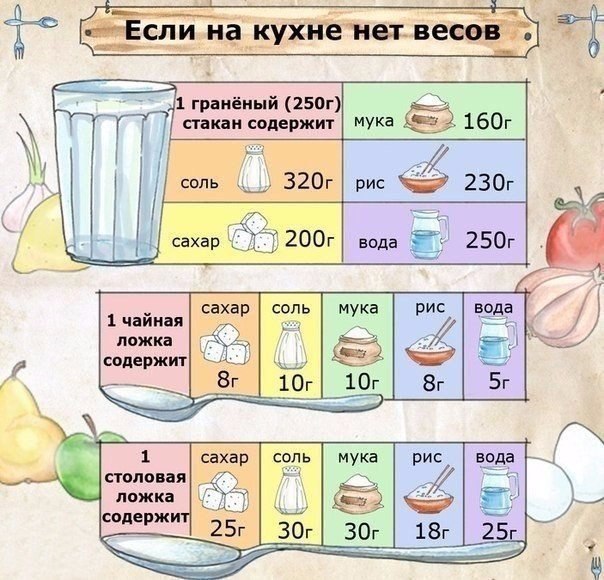 Если на кухне нет весов
1 гранёный (250г)
стакан содержит
мука 160г
соль 320г
рис 230г
сахар 200г
вода 250г
1 чайная
ложка
содержит
сахар соль мука рис вода
8г 10г 10г 8г 5г
1
столовая
ложка
содержит
сахар соль мука рис вода
25г 30г 30г 18г 25г